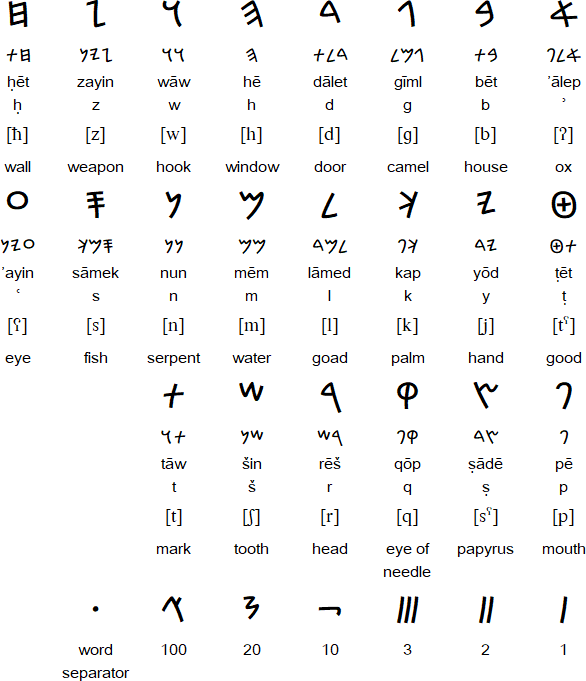 𐤀 𐤁 𐤂 𐤃 𐤄 𐤅 𐤆 𐤇
𐤀𐤋𐤐 𐤁𐤕 𐤂𐤌𐤋 𐤃𐤋𐤕 𐤄 𐤅𐤅 𐤆𐤉𐤍 𐤇𐤕
ḥēt zayin wāw hē dālet gīml bēt ʾālep
ḥ z w h d g b ʾ
[ħ] [z] [w] [h] [d] [g] [b] [ʔ]
wall weapon hook window door camel house ox
𐤈 𐤉 𐤊 𐤋 𐤌 𐤍 𐤎 𐤏
𐤈𐤕 𐤉𐤃 𐤊𐤐 𐤋𐤌𐤃 𐤌𐤌 𐤍𐤍 𐤎𐤌𐤊 𐤏𐤉𐤍
ʾayin sāmek nun mēm lāmed kap yōd ṭēt
ʿ s n m l k y ṭ
[ʕ] [s] [n] [m] [l] [k] [j] [tˤ]
eye fish serpent water goad palm hand good
𐤐 𐤑 𐤒 𐤓 𐤔 𐤕
𐤐 𐤑𐤃 𐤒𐤐 𐤓𐤔 𐤔𐤍 𐤕𐤅
tāw šin rēš qōp ṣādē pē
t š r q ṣ p
[t] [ʃ] [r] [q] [sˤ] [p]
mark tooth head eye of needle papyrus mouth
𐤖 𐤚 𐤛 𐤗 𐤘 𐤙 𐤟
word separator 100 20 10 3 2 1